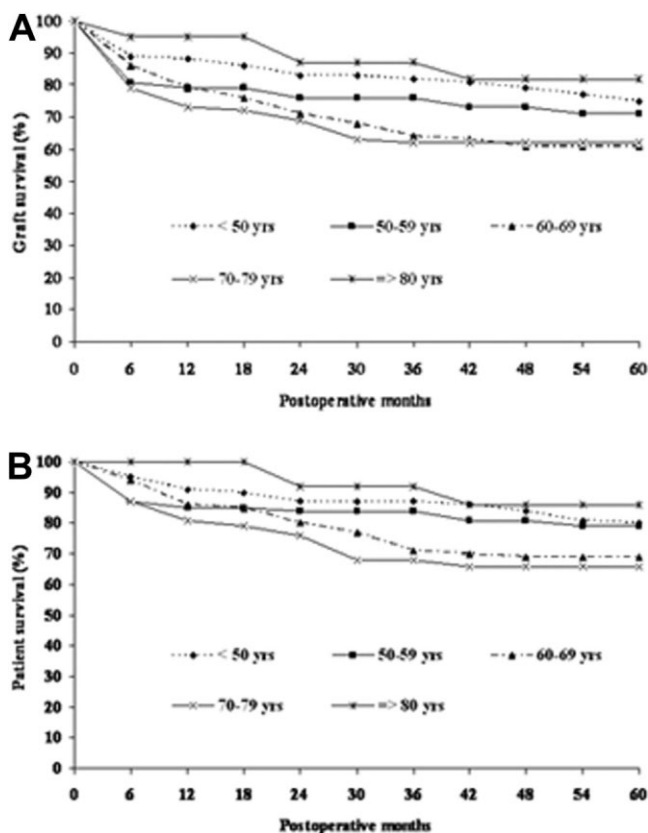 A
Graft survival (%)
100
90
80
70
60
50
40
30
20
10
0
< 50 yrs
50-59 yrs
60-69 yrs
70-79 yrs
=> 80 yrs
0 6 12 18 24 30 36 42 48 54 60
Postoperative months
B
Patient survival (%)
100
90
80
70
60
50
40
30
20
10
0
< 50 yrs
50-59 yrs
60-69 yrs
70-79 yrs
=> 80 yrs
0 6 12 18 24 30 36 42 48 54 60
Postoperative months